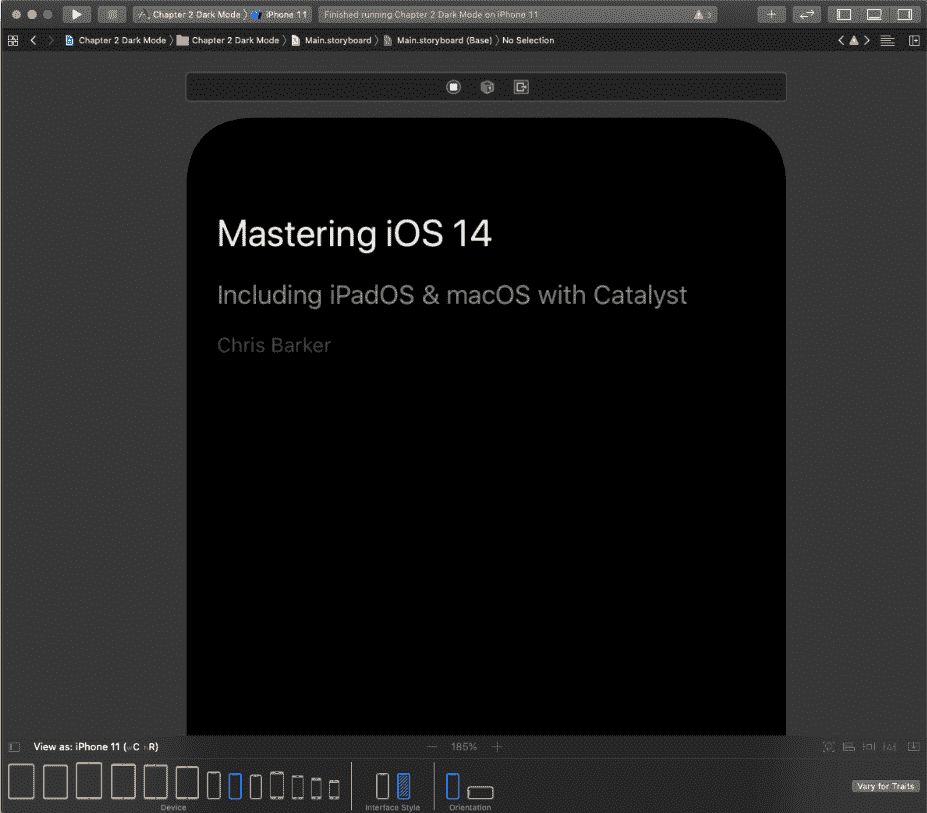 Chapter 2 Dark Mode 〉 iPhone 11
Finished running Chapter 2 Dark Mode on iPhone 11
3
Chapter 2 Dark Mode 〉 Chapter 2 Dark Mode 〉 Main.storyboard 〉 Main.storyboard (Base) 〉 No Selection
Mastering iOS 14
Including iPadOS & macOS with Catalyst
Chris Barker
View as: iPhone 11 (wC hR)
185%
Device
Interface Style
Orientation
Vary for Traits